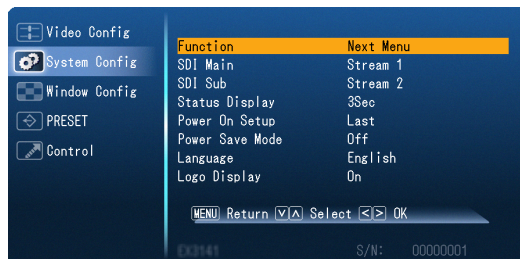 Video Config
System Config
Window Config
PRESET
Control
Function Next Menu
SDI Main Stream 1
SDI Sub Stream 2
Status Display 3Sec
Power On Setup Last
Power Save Mode Off
Language English
Logo Display On
MENU Return ∨∧ Select <> OK
EX3141 S/N: 00000001